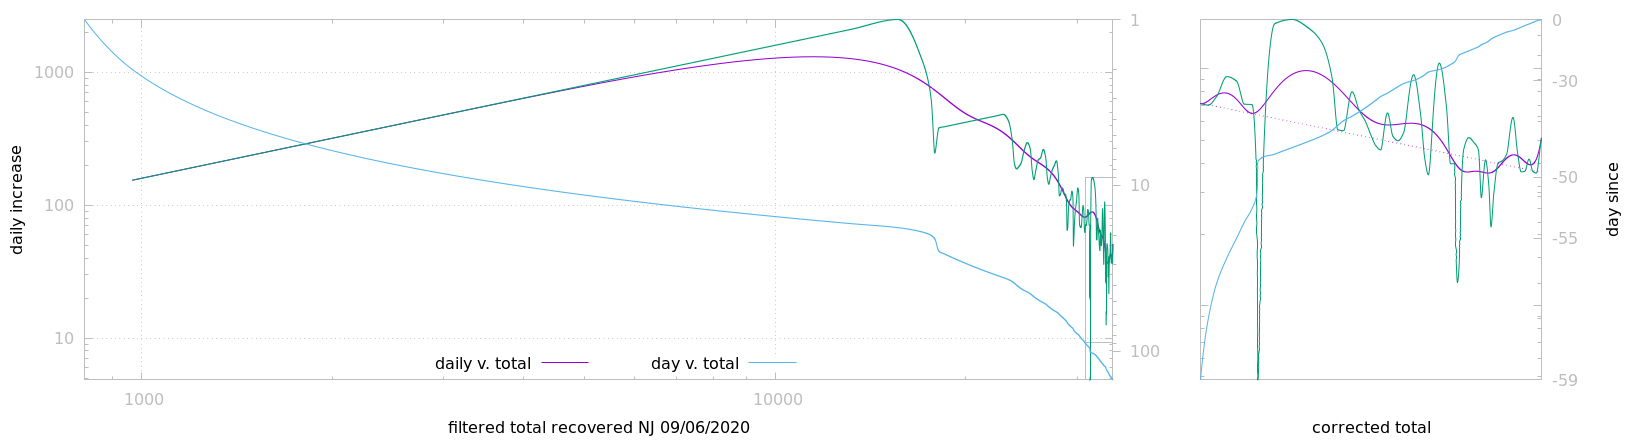 1000
100
10
daily increase
1000
10000
filtered total recovered NJ 09/06/2020
daily v. total
day v. total
1
10
100
0
-30
-50
-55
-59
day since
corrected total